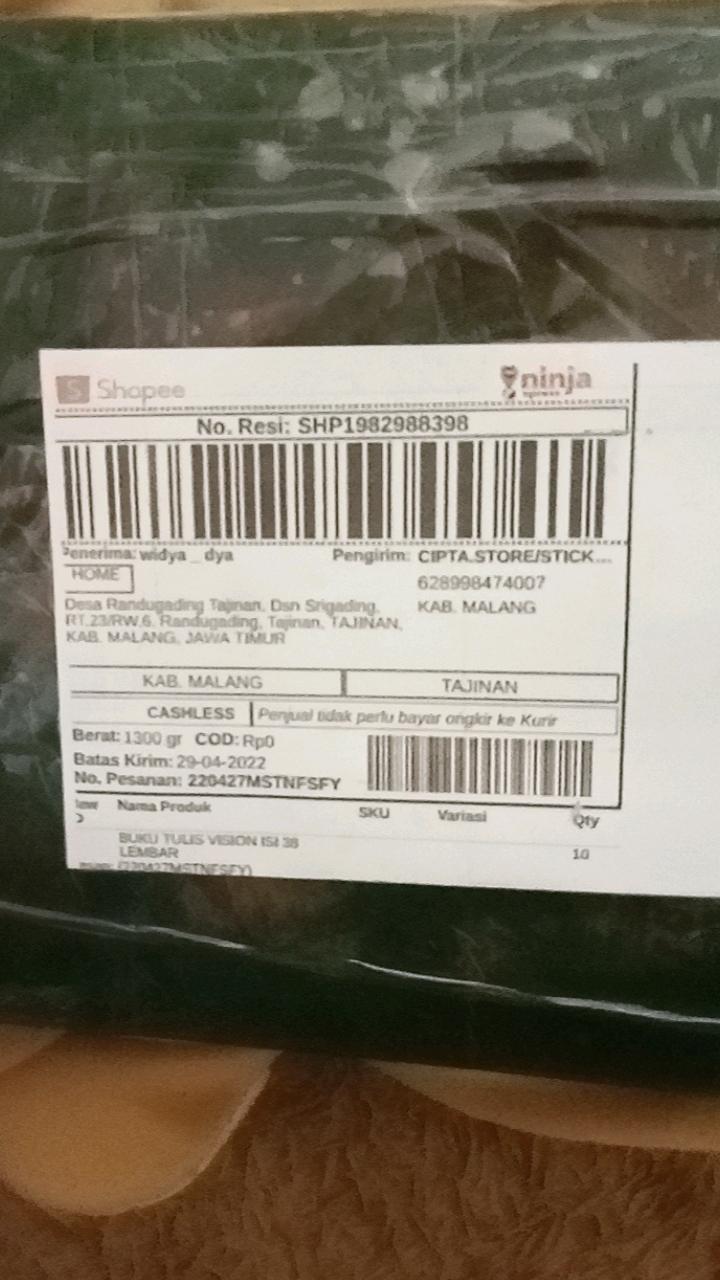 Shopee
ninja
xpress
No. Resi: SHP1982988398
Penerima: widya _ dya
Pengirim: CIPTA.STORE/STICK...
HOME
628998474007
Desa Randugading Tajinan, Dsn Srigading,
KAB. MALANG
RT.23/RW.6, Randugading, Tajinan, TAJINAN,
KAB. MALANG, JAWA TIMUR
KAB. MALANG
TAJINAN
CASHLESS
Penjual tidak perlu bayar ongkir ke Kurir
Berat: 1300 gr COD: Rp0
Batas Kirim: 29-04-2022
No. Pesanan: 220427MSTNFSFY
Nama Produk SKU Variasi Qty
BUKU TULIS VISION ISI 38
LEMBAR
10
(220427MSTNFSFY)